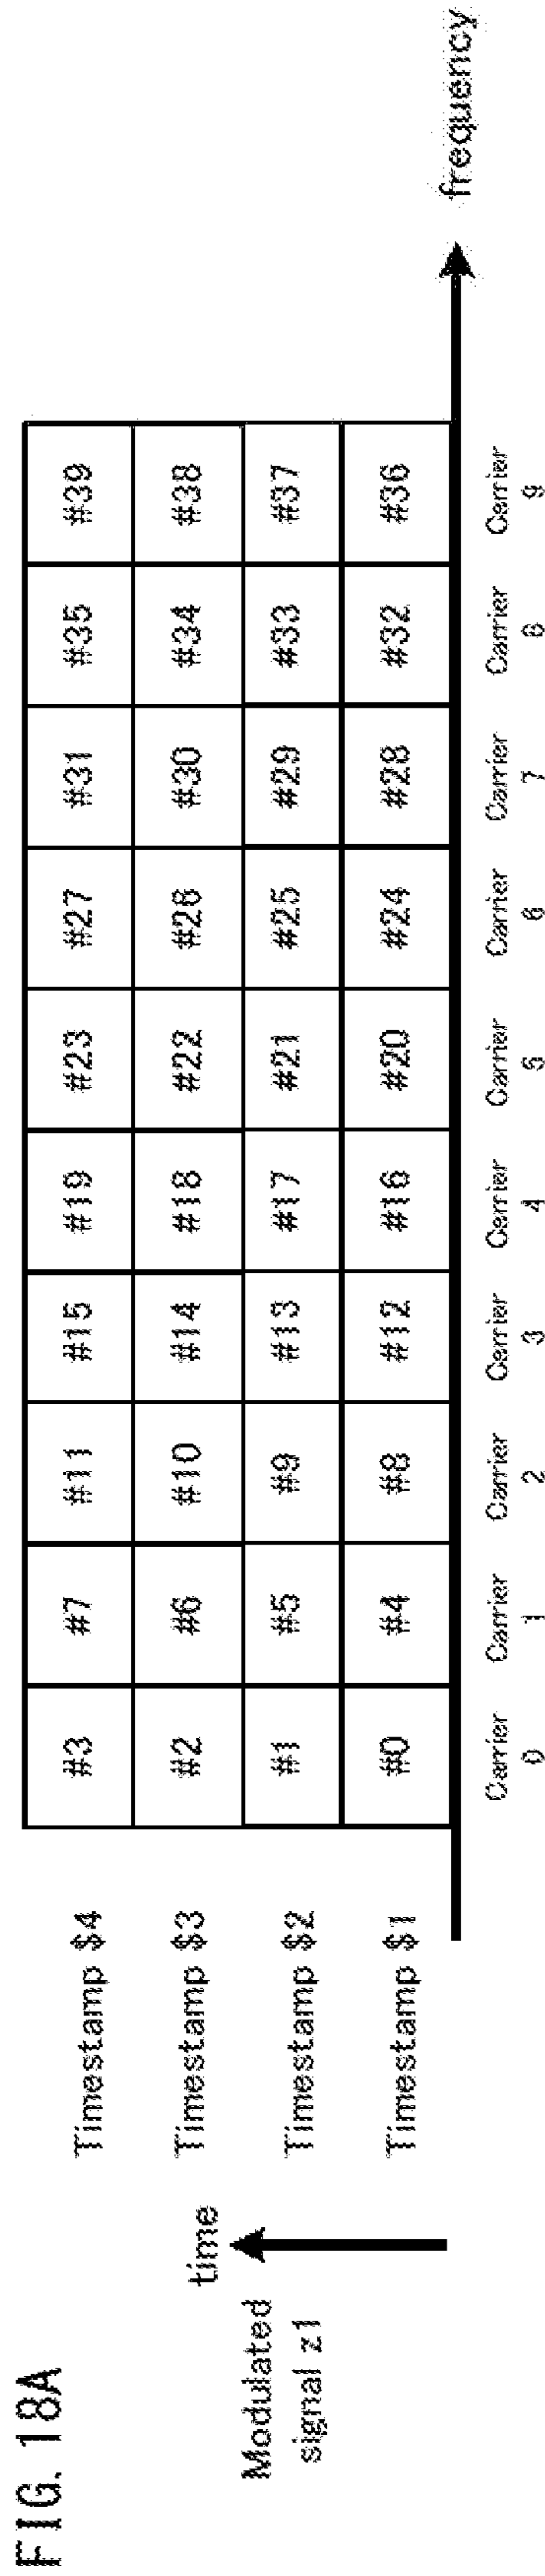 FIG. 18A
Modulated
signal z1
time
Timestamp $4
#3 #7 #11 #15 #19 #23 #27 #31 #35 #39
Timestamp $3
#2 #6 #10 #14 #18 #22 #26 #30 #34 #38
Timestamp $2
#1 #5 #9 #13 #17 #21 #25 #29 #33 #37
Timestamp $1
#0 #4 #8 #12 #16 #20 #24 #28 #32 #36
Carrier Carrier Carrier Carrier Carrier Carrier Carrier Carrier Carrier Carrier
0 1 2 3 4 5 6 7 8 9
frequency